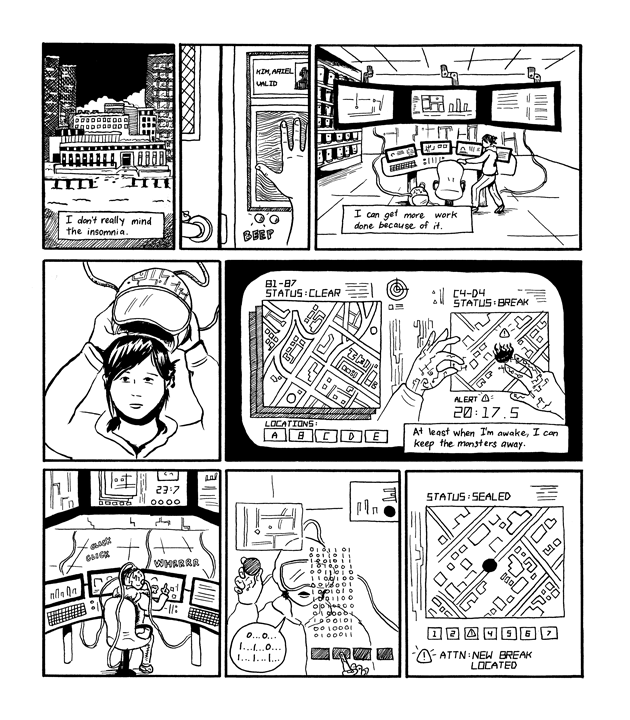 I don't really mind
the insomnia.
KIM, ARIEL
VALID
BEEP
I can get more work
done because of it.
B1-B7
STATUS:CLEAR
C4-D4
STATUS:BREAK
ALERT
20:17.5
LOCATIONS:
A B C D E
At least when I'm awake, I can
keep the monsters away.
23:7
CLICK
CLICK
WHRRRR
0...0...
1...1...0...
1...1...1...
STATUS:SEALED
1 2 4 5 6 7
ATTN:NEW BREAK
LOCATED